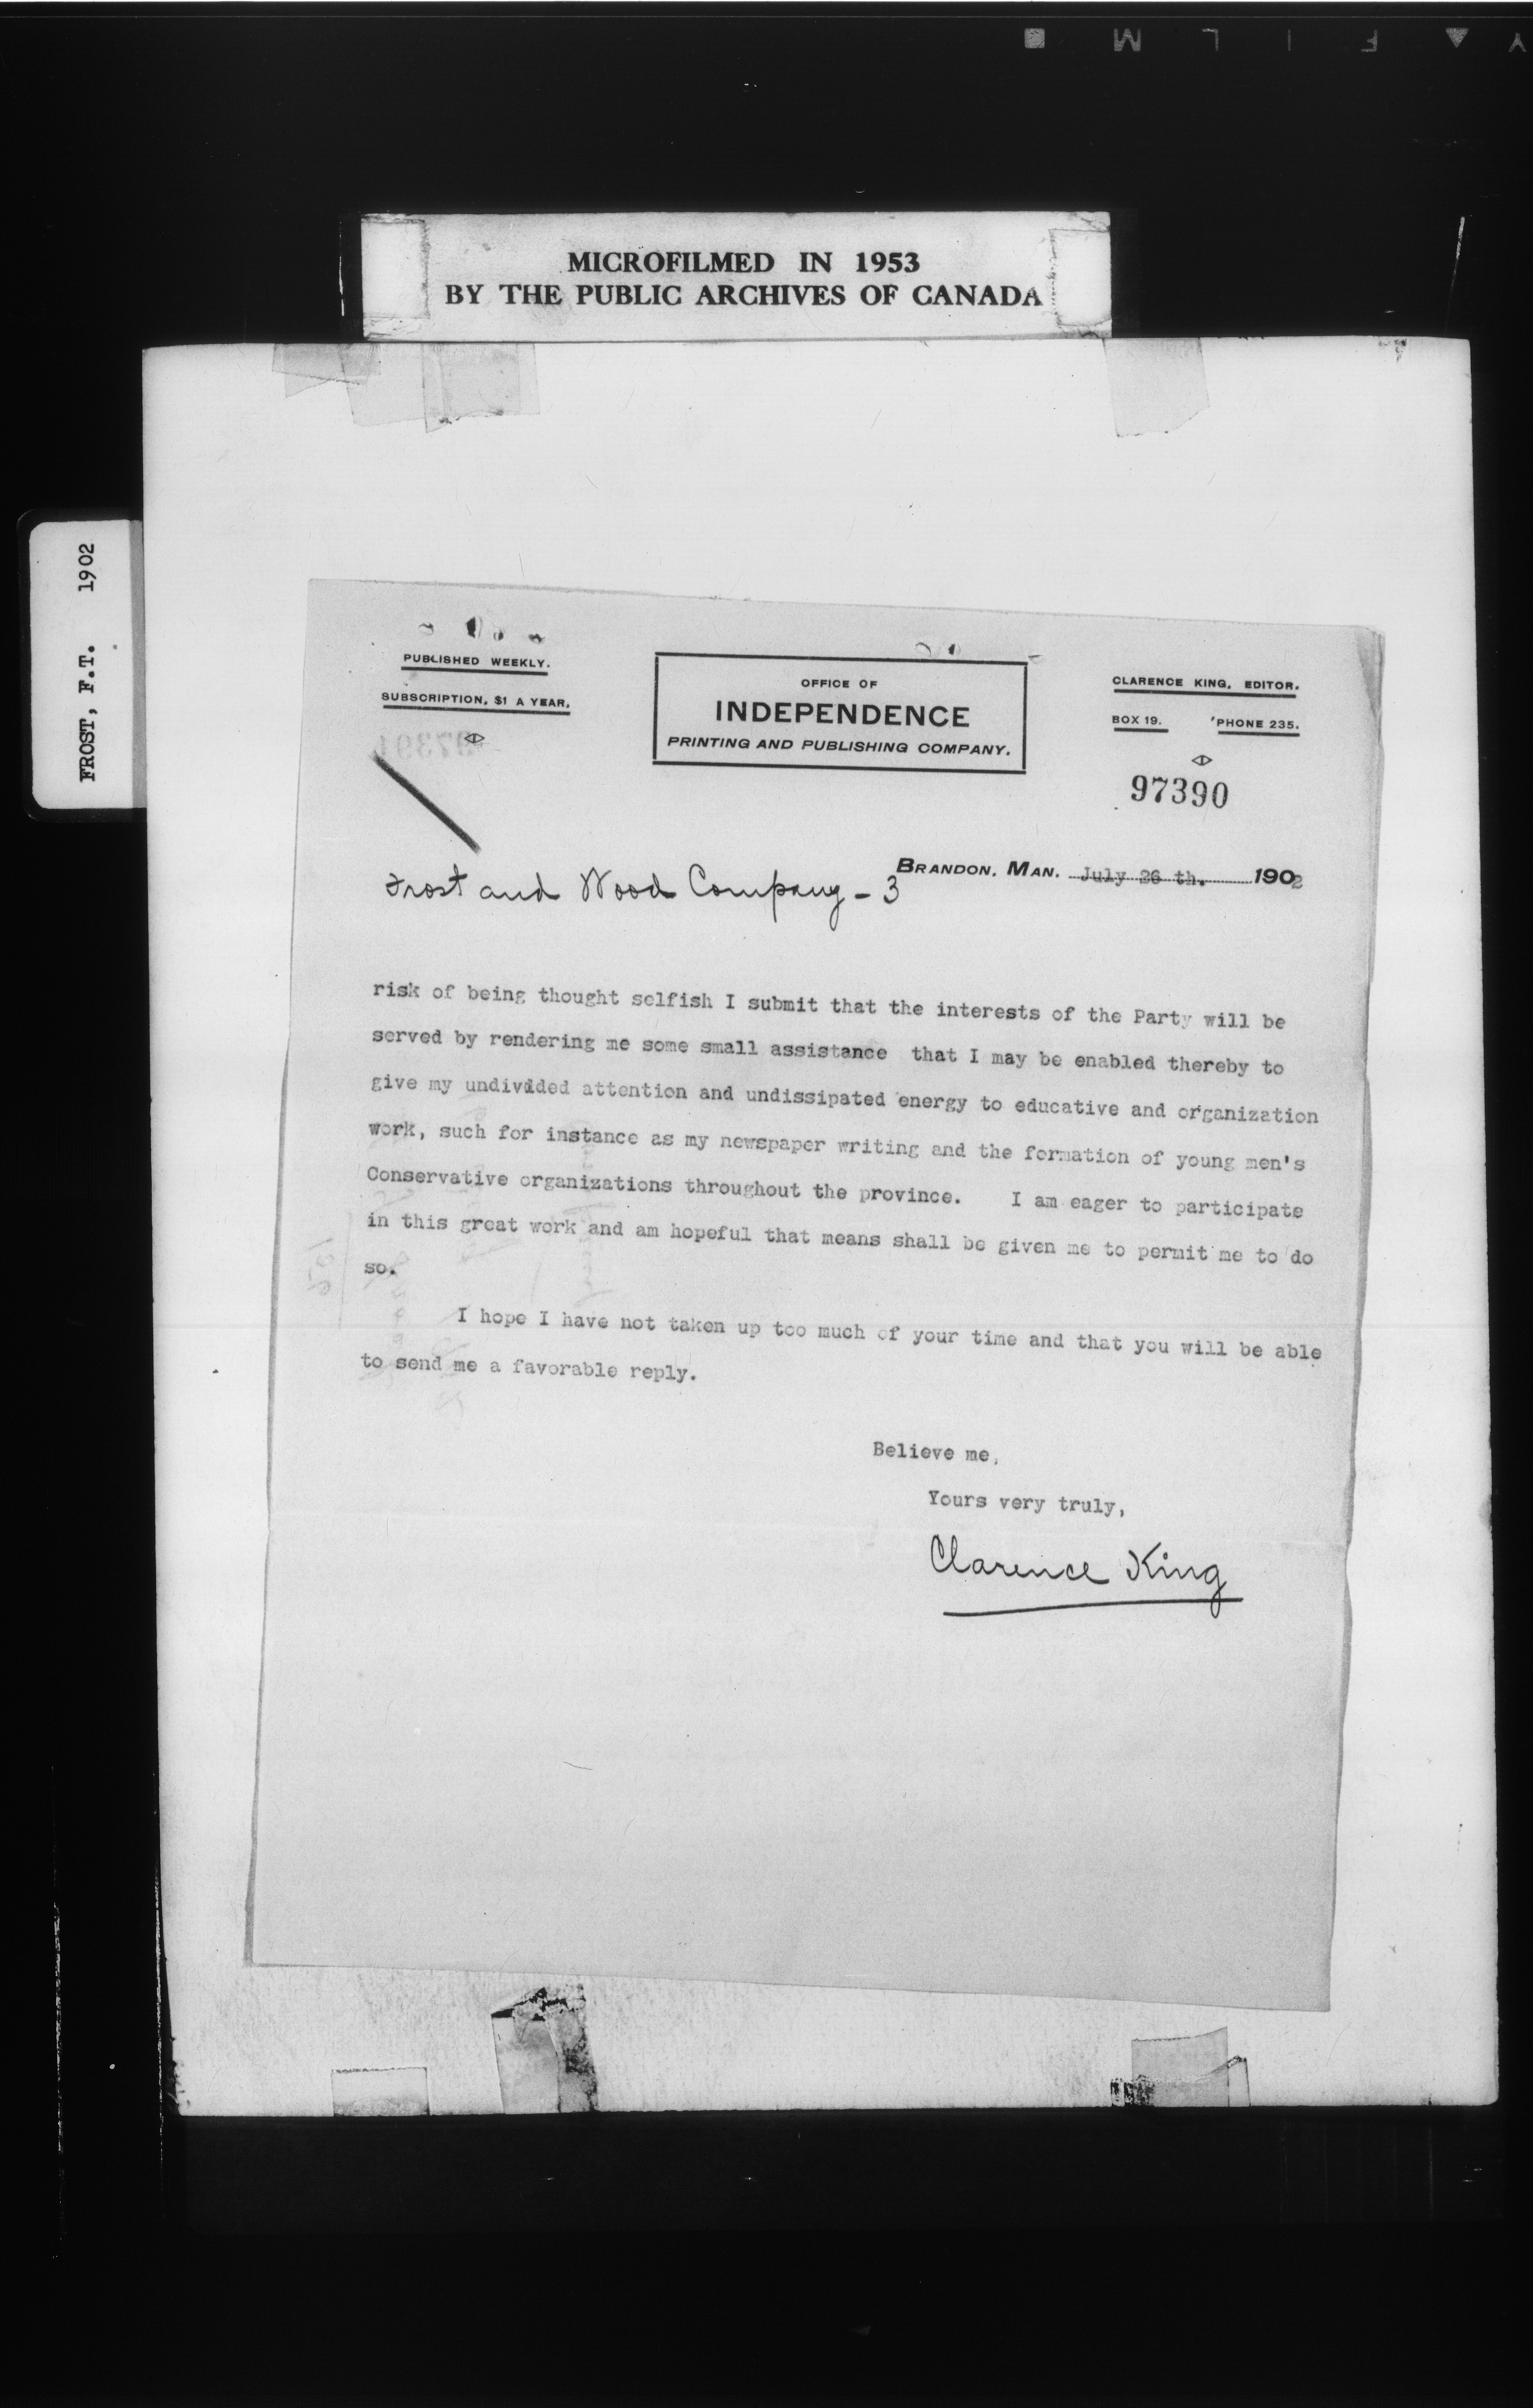 MICROFILMED IN 1953
BY THE PUBLIC ARCHIVES OF CANADA
FROST, F.T. 1902
PUBLISHED WEEKLY.
SUBSCRIPTION, $1 A YEAR.
OFFICE OF
INDEPENDENCE
PRINTING AND PUBLISHING COMPANY.
CLARENCE KING, EDITOR.
BOX 19. 'PHONE 235.
97390
BRANDON, MAN. July 26 th. 1902
Frost and Wood Company - 3
risk of being thought selfish I submit that the interests of the Party will be
served by rendering me some small assistance that I may be enabled thereby to
give my undivided attention and undissipated energy to educative and organization
work, such for instance as my newspaper writing and the formation of young men's
Conservative organizations throughout the province. I am eager to participate
in this great work and am hopeful that means shall be given me to permit me to do
so.
I hope I have not taken up too much of your time and that you will be able
to send me a favorable reply.
Believe me,
Yours very truly,
Clarence King